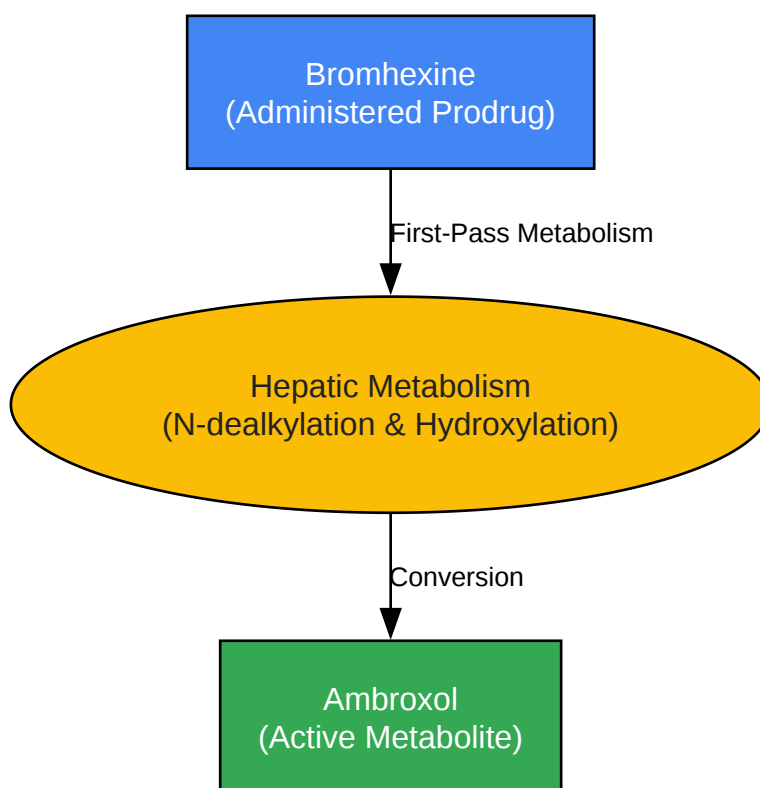 Bromhexine
(Administered Prodrug)
First-Pass Metabolism
Hepatic Metabolism
(N-dealkylation & Hydroxylation)
Conversion
Ambroxol
(Active Metabolite)